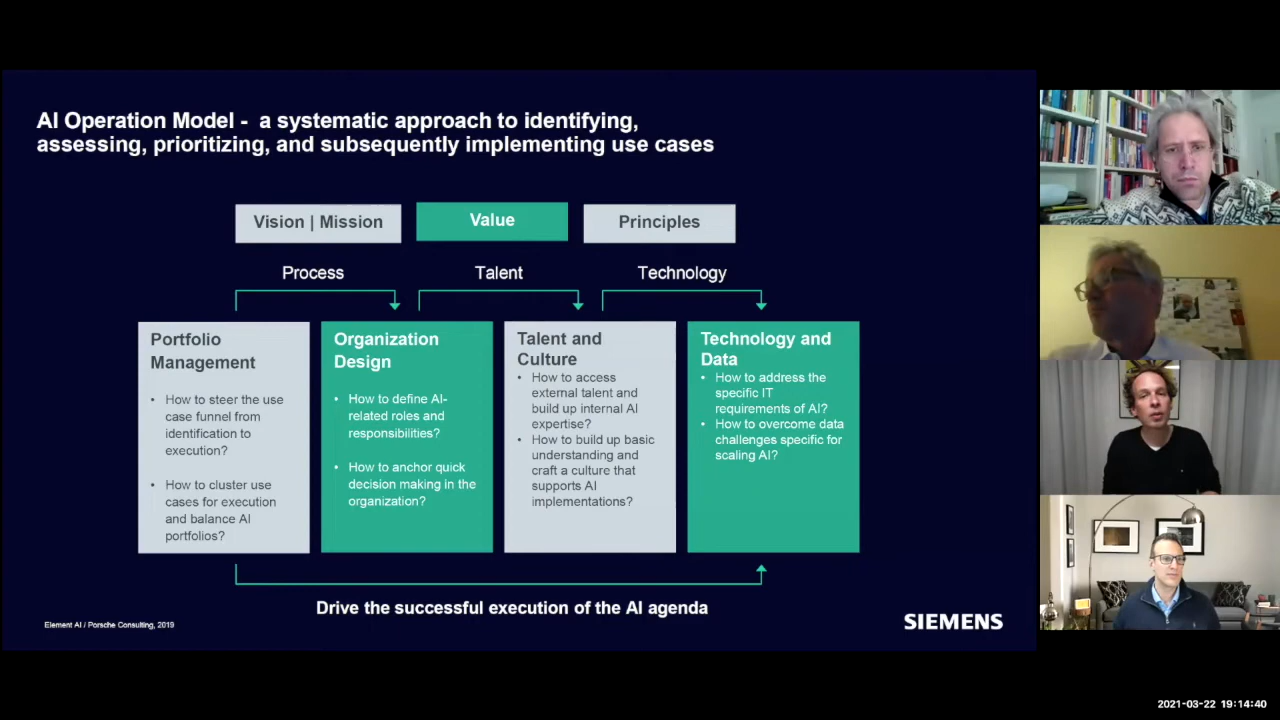 AI Operation Model -  a systematic approach to identifying,
assessing, prioritizing, and subsequently implementing use cases
Vision | Mission
Value
Principles
Process
Talent
Technology
Portfolio
Management
• How to steer the use
case funnel from
identification to
execution?
• How to cluster use
cases for execution
and balance AI
portfolios?
Organization
Design
• How to define AI-
related roles and
responsibilities?
• How to anchor quick
decision making in the
organization?
Talent and
Culture
• How to access
external talent and
build up internal AI
expertise?
• How to build up basic
understanding and
craft a culture that
supports AI
implementations?
Technology and
Data
• How to address the
specific IT
requirements of AI?
• How to overcome data
challenges specific for
scaling AI?
Drive the successful execution of the AI agenda
Element AI / Porsche Consulting, 2019
SIEMENS
2021-03-22 19:14:40